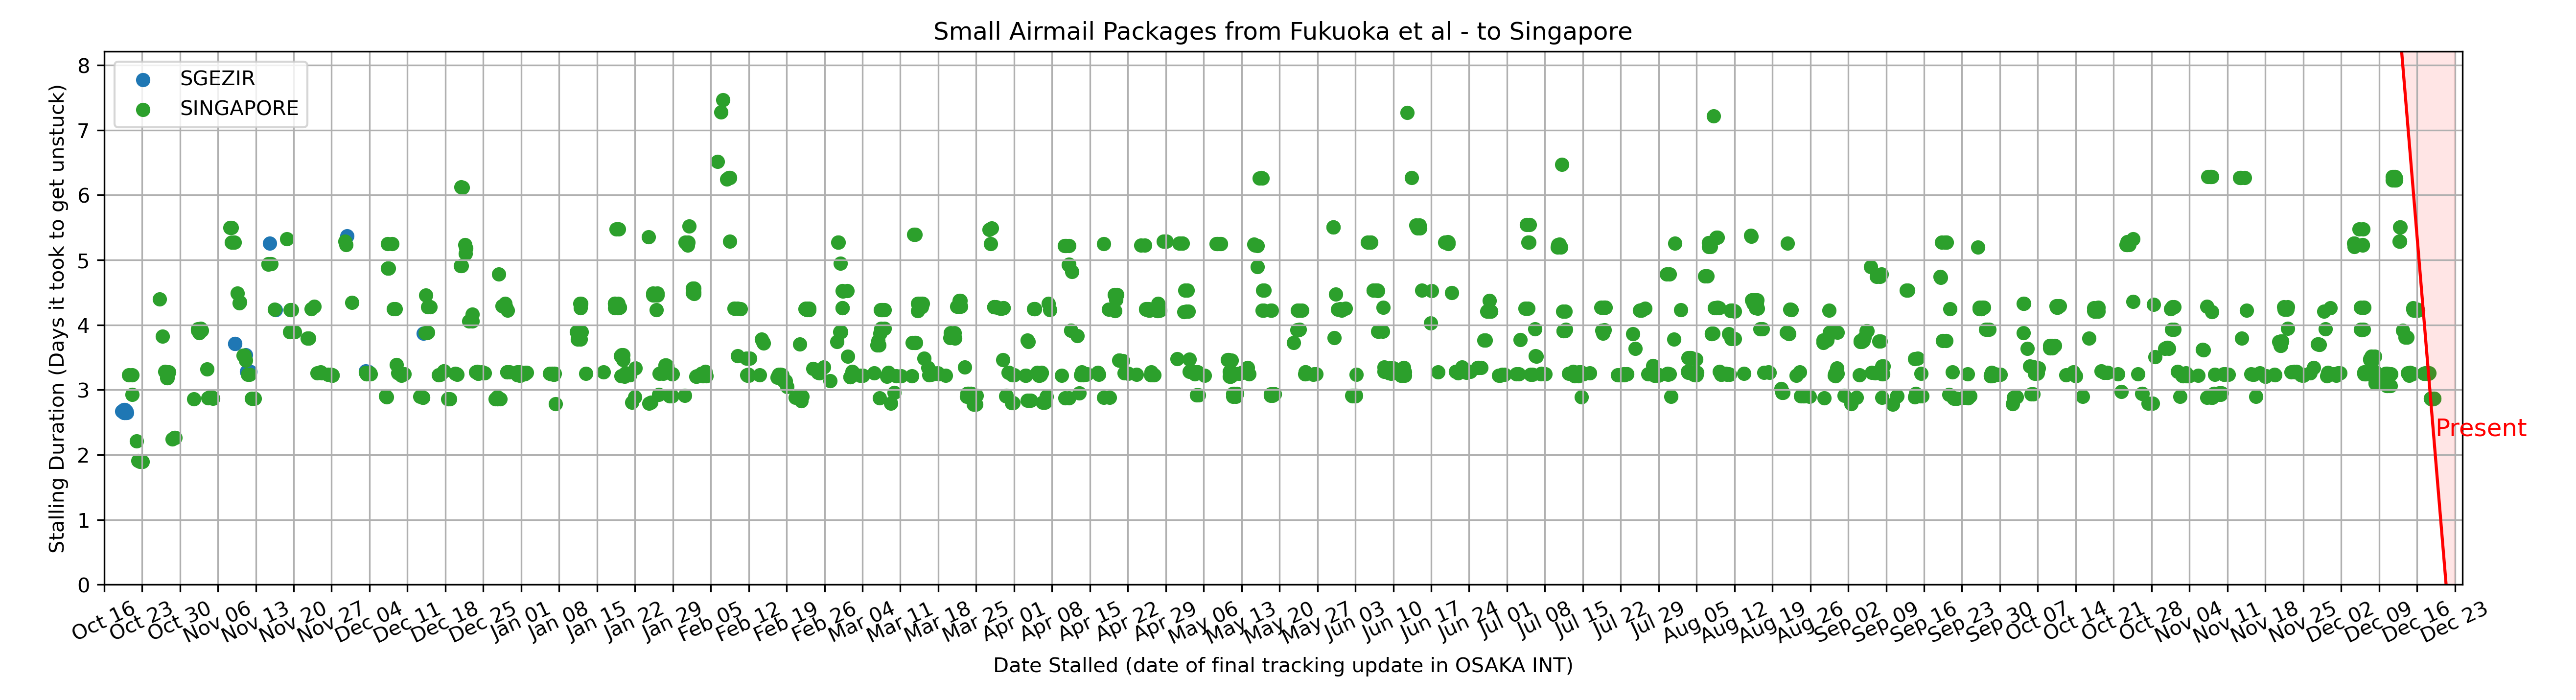 Small Airmail Packages from Fukuoka et al - to Singapore
SGEZIR
SINGAPORE
Stalling Duration (Days it took to get unstuck)
8
7
6
5
4
3
2
1
0
Present
Oct 16 Oct 23 Oct 30 Nov 06 Nov 13 Nov 20 Nov 27 Dec 04 Dec 11 Dec 18 Dec 25 Jan 01 Jan 08 Jan 15 Jan 22 Jan 29 Feb 05 Feb 12 Feb 19 Feb 26 Mar 04 Mar 11 Mar 18 Mar 25 Apr 01 Apr 08 Apr 15 Apr 22 Apr 29 May 06 May 13 May 20 May 27 Jun 03 Jun 10 Jun 17 Jun 24 Jul 01 Jul 08 Jul 15 Jul 22 Jul 29 Aug 05 Aug 12 Aug 19 Aug 26 Sep 02 Sep 09 Sep 16 Sep 23 Sep 30 Oct 07 Oct 14 Oct 21 Oct 28 Nov 04 Nov 11 Nov 18 Nov 25 Dec 02 Dec 09 Dec 16 Dec 23
Date Stalled (date of final tracking update in OSAKA INT)